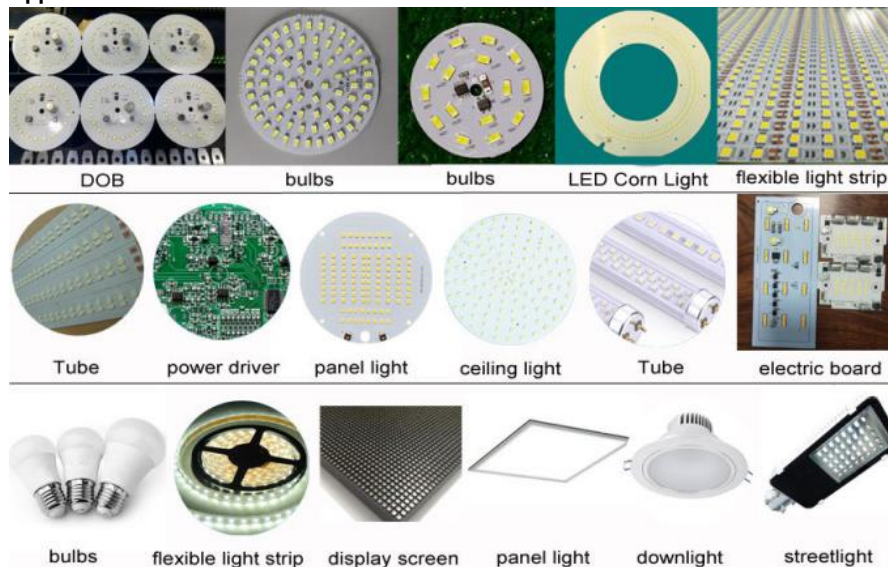 DOB bulbs bulbs LED Corn Light flexible light strip
Tube power driver panel light ceiling light Tube electric board
bulbs flexible light strip display screen panel light downlight streetlight